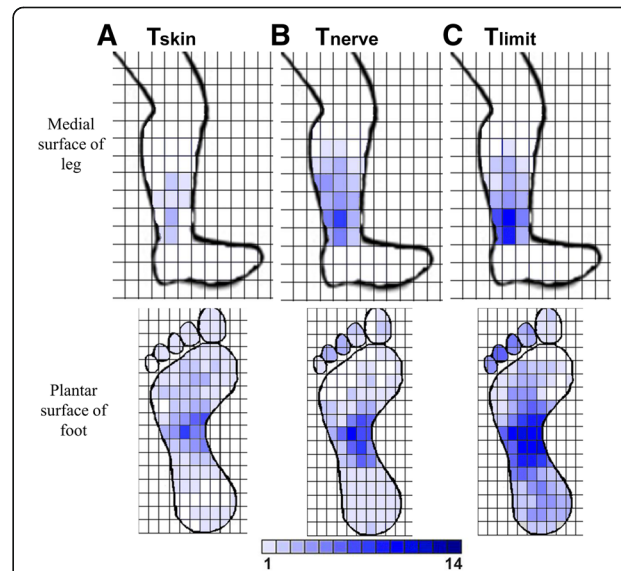 A Tskin B Tnerve C Tlimit
Medial
surface of
leg
Plantar
surface of
foot
1 14